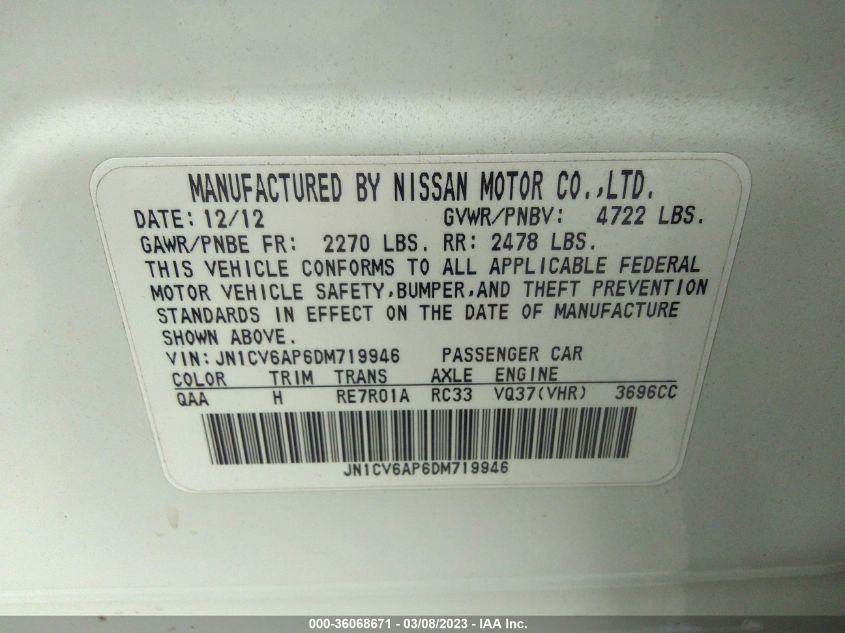 MANUFACTURED BY NISSAN MOTOR CO.,LTD.
DATE: 12/12 GVWR/PNBV: 4722 LBS.
GAWR/PNBE FR: 2270 LBS. RR: 2478 LBS.
THIS VEHICLE CONFORMS TO ALL APPLICABLE FEDERAL
MOTOR VEHICLE SAFETY,BUMPER,AND THEFT PREVENTION
STANDARDS IN EFFECT ON THE DATE OF MANUFACTURE
SHOWN ABOVE.
VIN: JN1CV6AP6DM719946 PASSENGER CAR
COLOR TRIM TRANS AXLE ENGINE
QAA H RE7R01A RC33 VQ37(VHR) 3696CC
JN1CV6AP6DM719946
000-36068671 - 03/08/2023 - IAA Inc.